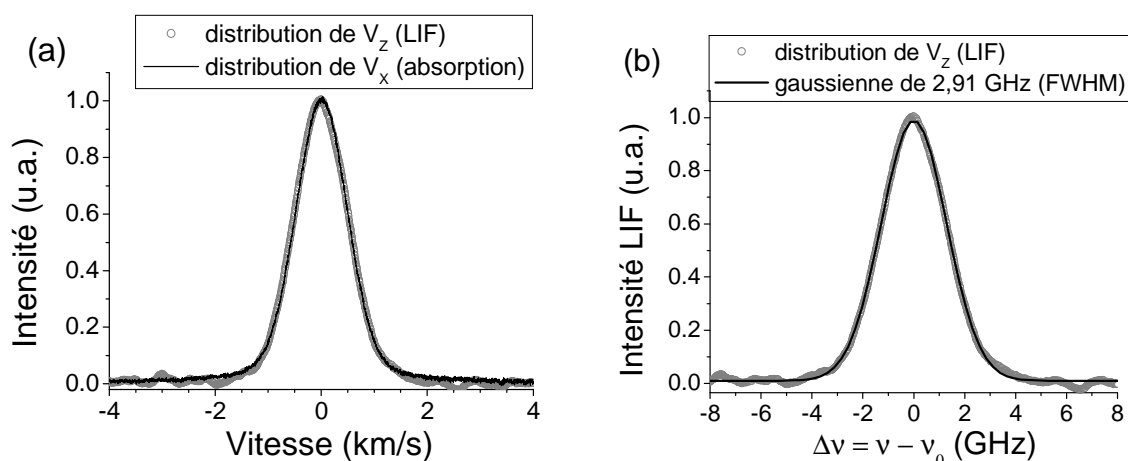 (a)
distribution de V_Z (LIF)
distribution de V_X (absorption)
Intensité (u.a.)
1.0
0.8
0.6
0.4
0.2
0.0
-4 -2 0 2 4
Vitesse (km/s)
(b)
distribution de V_Z (LIF)
gaussienne de 2,91 GHz (FWHM)
Intensité LIF (u.a.)
1.0
0.8
0.6
0.4
0.2
0.0
-8 -6 -4 -2 0 2 4 6 8
Δν = ν − ν_0 (GHz)